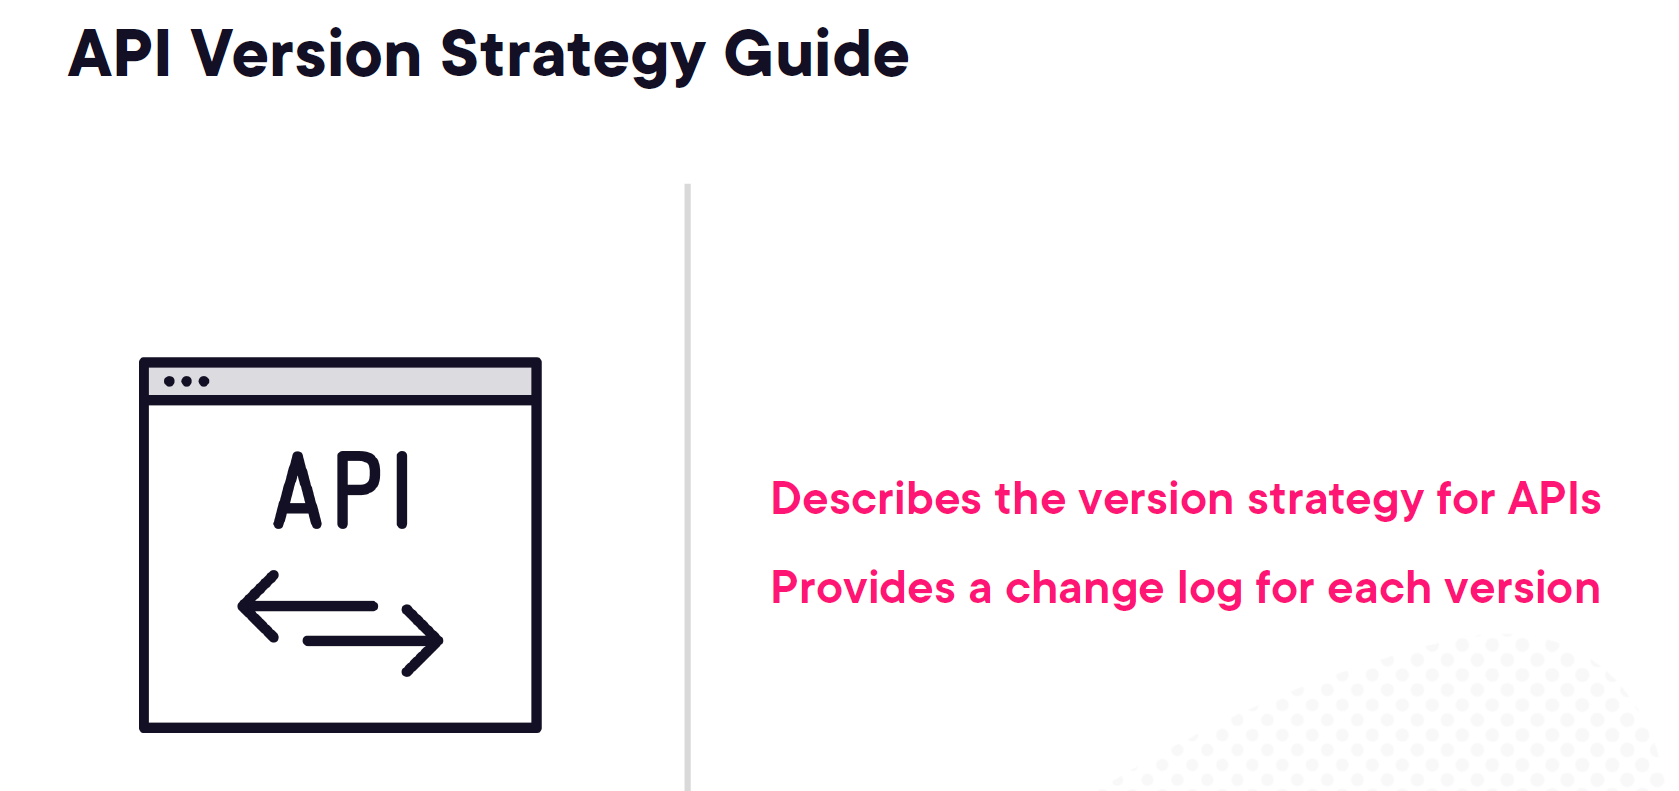 API Version Strategy Guide
API
Describes the version strategy for APIs
Provides a change log for each version